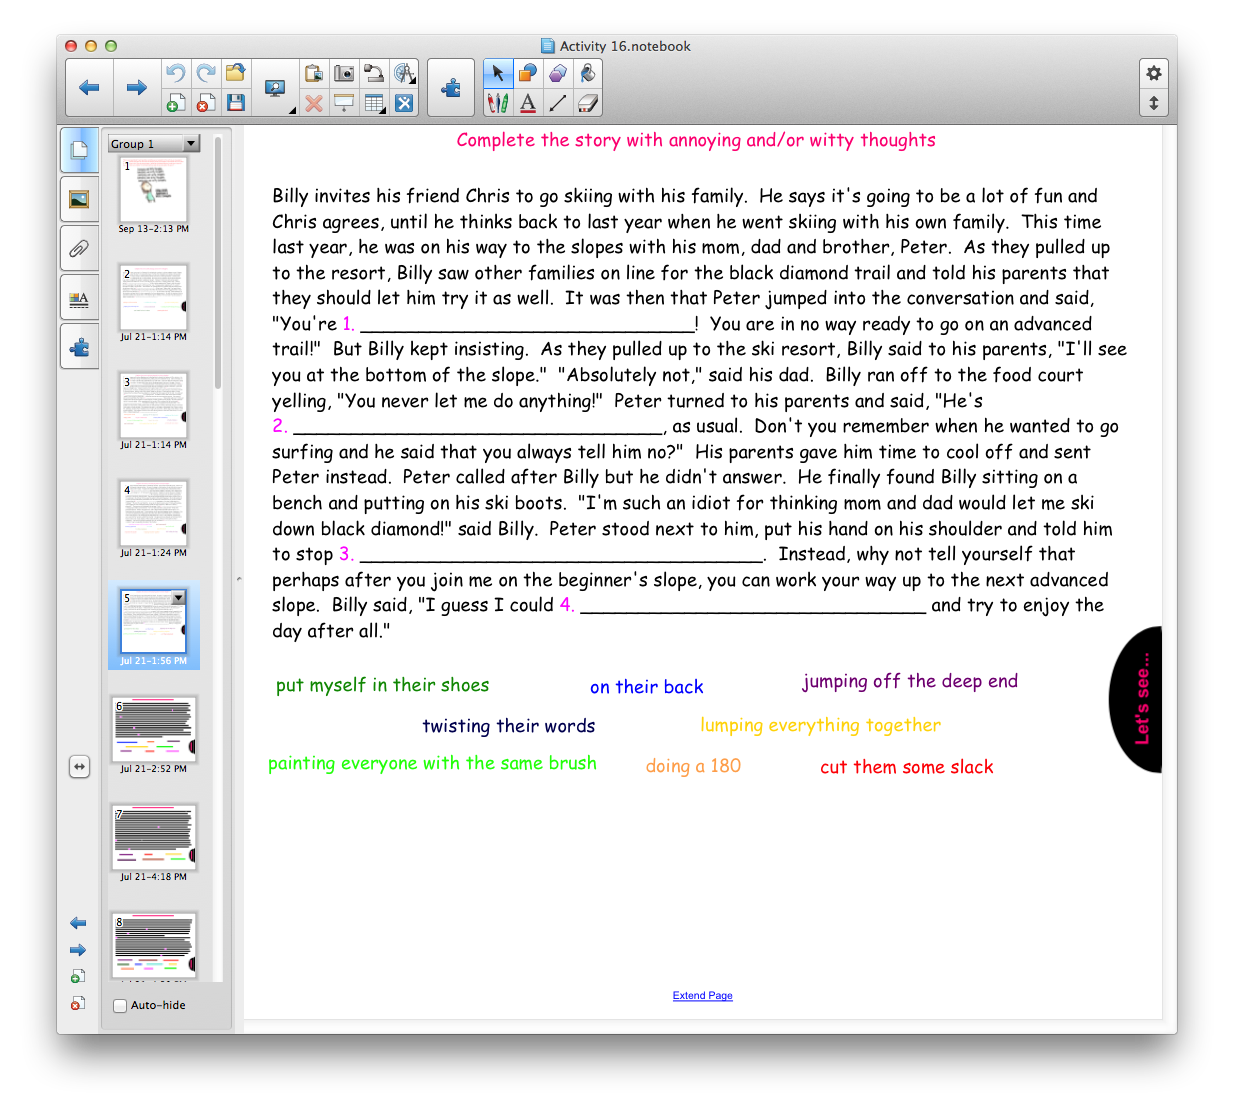 Activity 16.notebook
Group 1
1
Sep 13-2:13 PM
2
Jul 21-1:14 PM
3
Jul 21-1:14 PM
4
Jul 21-1:24 PM
5
Jul 21-1:56 PM
6
Jul 21-2:52 PM
7
Jul 21-4:18 PM
8
Auto-hide
Complete the story with annoying and/or witty thoughts
Billy invites his friend Chris to go skiing with his family. He says it's going to be a lot of fun and
Chris agrees, until he thinks back to last year when he went skiing with his own family. This time
last year, he was on his way to the slopes with his mom, dad and brother, Peter. As they pulled up
to the resort, Billy saw other families on line for the black diamond trail and told his parents that
they should let him try it as well. It was then that Peter jumped into the conversation and said,
"You're 1. ______________________________! You are in no way ready to go on an advanced
trail!" But Billy kept insisting. As they pulled up to the ski resort, Billy said to his parents, "I'll see
you at the bottom of the slope." "Absolutely not," said his dad. Billy ran off to the food court
yelling, "You never let me do anything!" Peter turned to his parents and said, "He's
2. _________________________________, as usual. Don't you remember when he wanted to go
surfing and he said that you always tell him no?" His parents gave him time to cool off and sent
Peter instead. Peter called after Billy but he didn't answer. He finally found Billy sitting on a
bench and putting on his ski boots. "I'm such an idiot for thinking mom and dad would let me ski
down black diamond!" said Billy. Peter stood next to him, put his hand on his shoulder and told him
to stop 3. ____________________________________. Instead, why not tell yourself that
perhaps after you join me on the beginner's slope, you can work your way up to the next advanced
slope. Billy said, "I guess I could 4. _______________________________ and try to enjoy the
day after all."
put myself in their shoes
on their back
jumping off the deep end
twisting their words
lumping everything together
painting everyone with the same brush
doing a 180
cut them some slack
Let's see...
Extend Page